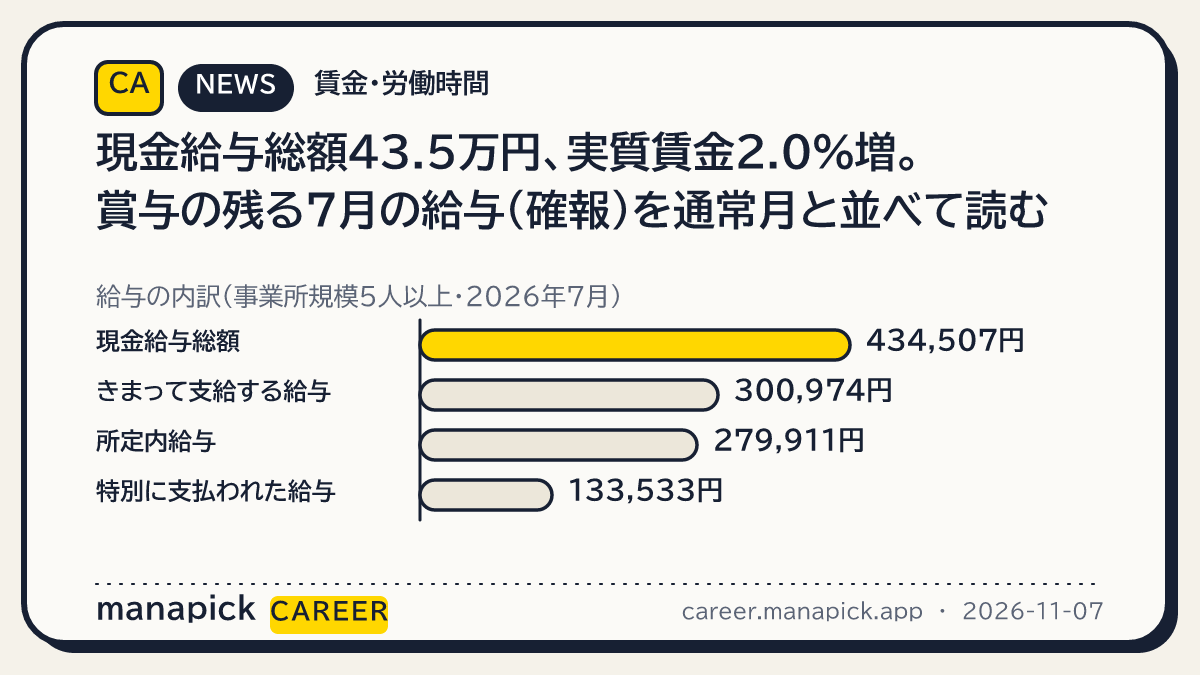 CA NEWS 賃金・労働時間
現金給与総額43.5万円、実質賃金2.0%増。
賞与の残る7月の給与(確報)を通常月と並べて読む
給与の内訳(事業所規模5人以上・2026年7月)
現金給与総額 434,507円
きまって支給する給与 300,974円
所定内給与 279,911円
特別に支払われた給与 133,533円
manapick CAREER career.manapick.app ・ 2026-11-07